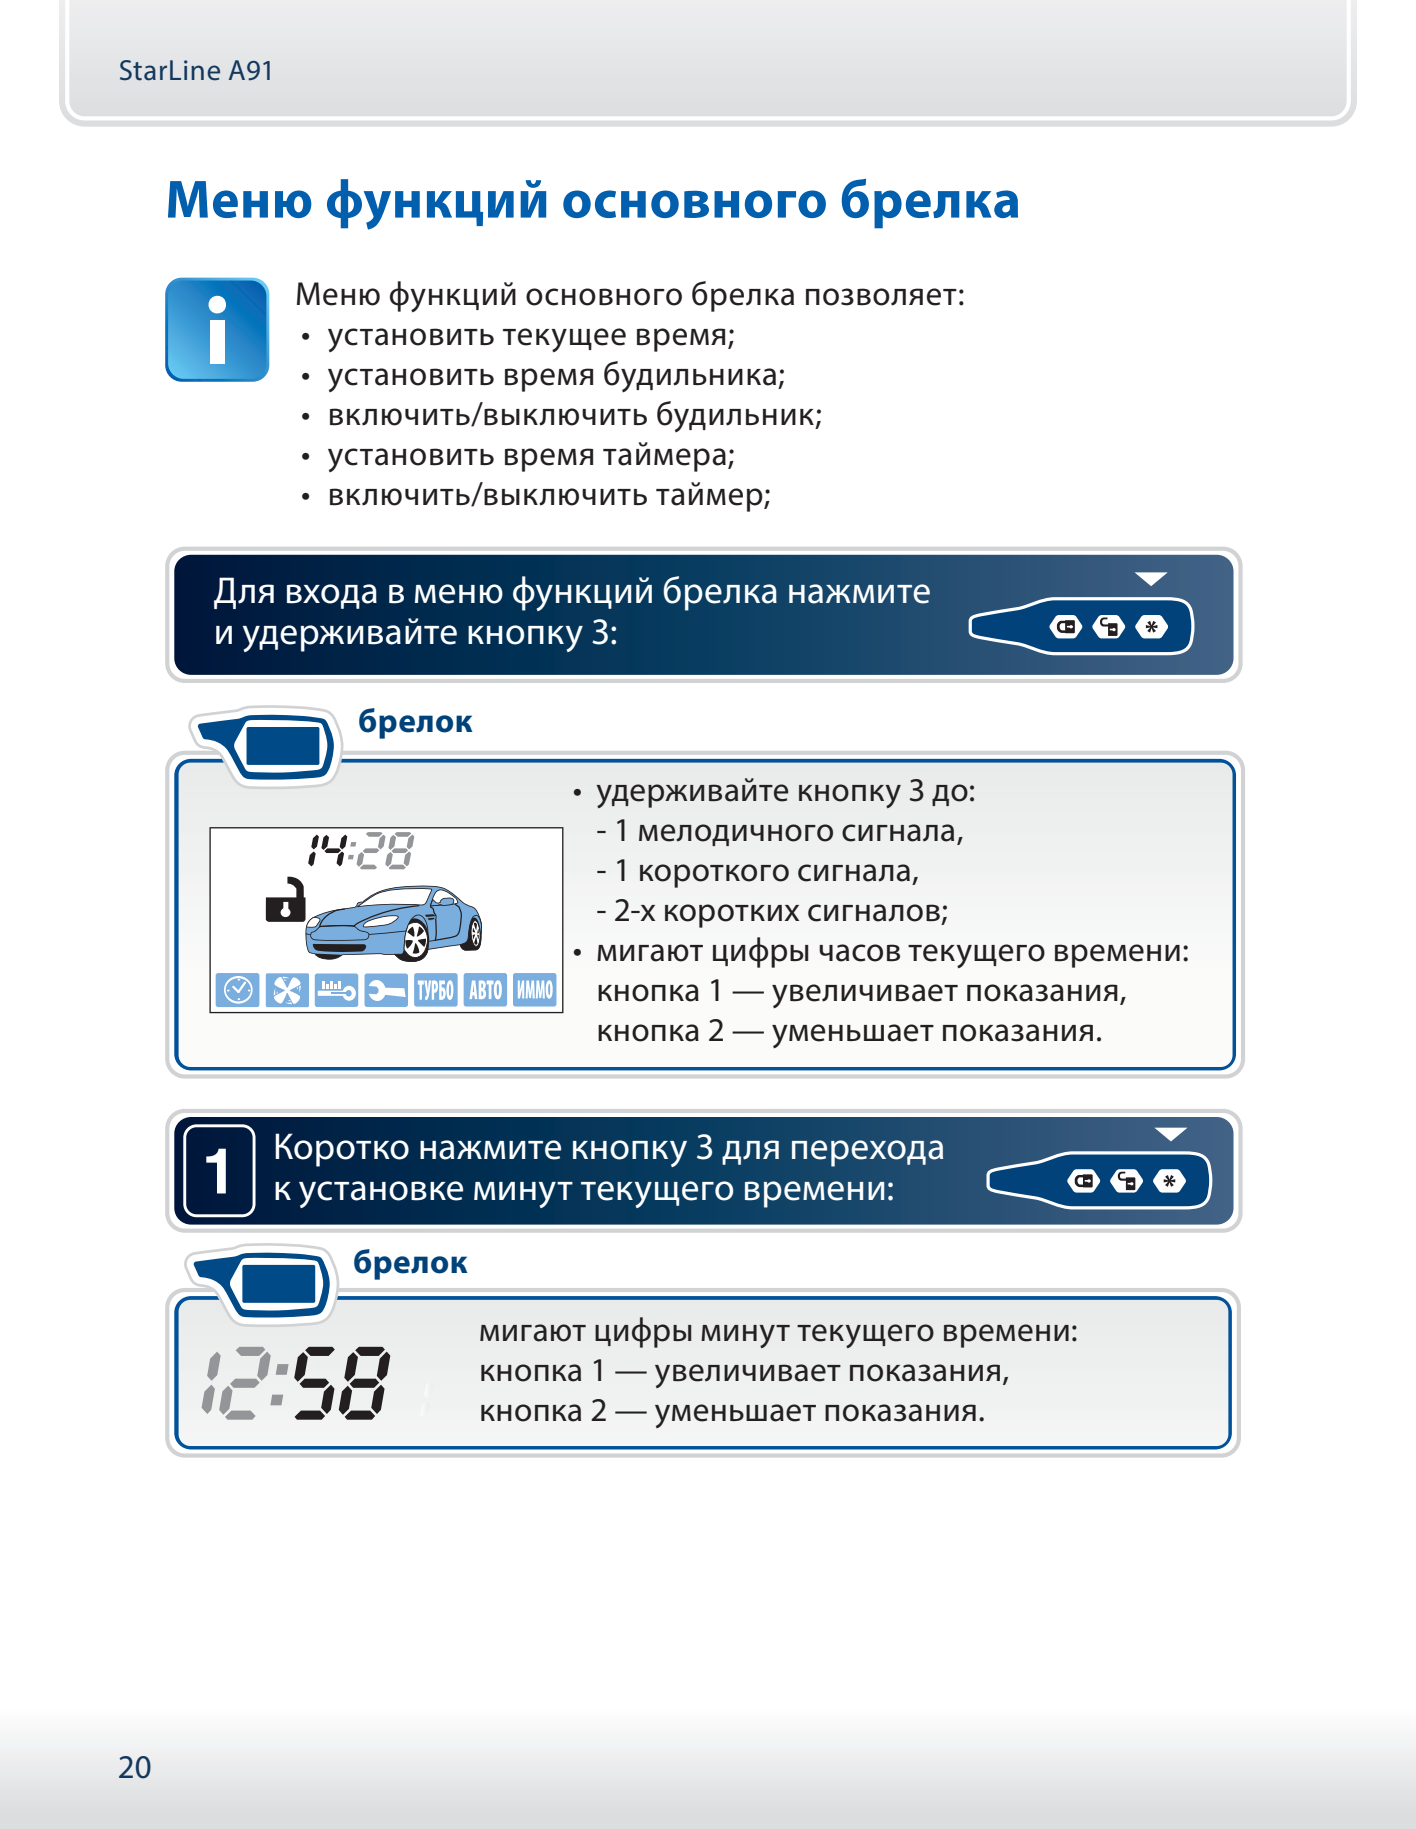 StarLine A91
Меню функций основного брелка
Меню функций основного брелка позволяет:
• установить текущее время;
• установить время будильника;
• включить/выключить будильник;
• установить время таймера;
• включить/выключить таймер;
Для входа в меню функций брелка нажмите
и удерживайте кнопку 3:
брелок
• удерживайте кнопку 3 до:
- 1 мелодичного сигнала,
- 1 короткого сигнала,
- 2-х коротких сигналов;
• мигают цифры часов текущего времени:
кнопка 1 — увеличивает показания,
кнопка 2 — уменьшает показания.
14:28
ТУРБО АВТО ИММО
1
Коротко нажмите кнопку 3 для перехода
к установке минут текущего времени:
брелок
12:58
мигают цифры минут текущего времени:
кнопка 1 — увеличивает показания,
кнопка 2 — уменьшает показания.
20